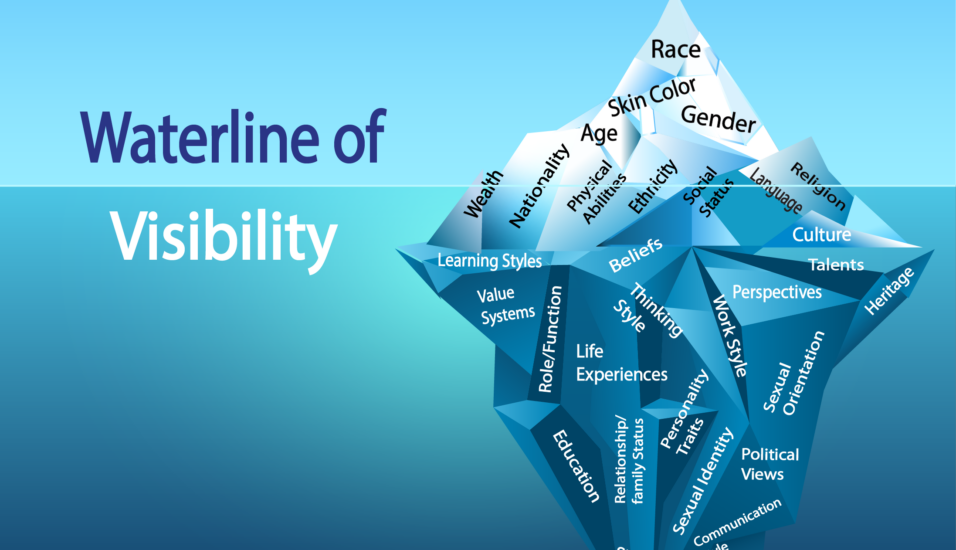 Waterline of
Visibility
Race
Skin Color
Gender
Age
Wealth
Nationality
Physical
Abilities
Ethnicity
Social
Status
Language
Religion
Culture
Learning Styles
Beliefs
Talents
Value
Systems
Role/Function
Thinking
Style
Work Style
Perspectives
Heritage
Life
Experiences
Sexual
Orientation
Personality
Traits
Education
Relationship/
family Status
Sexual Identity
Political
Views
Communication